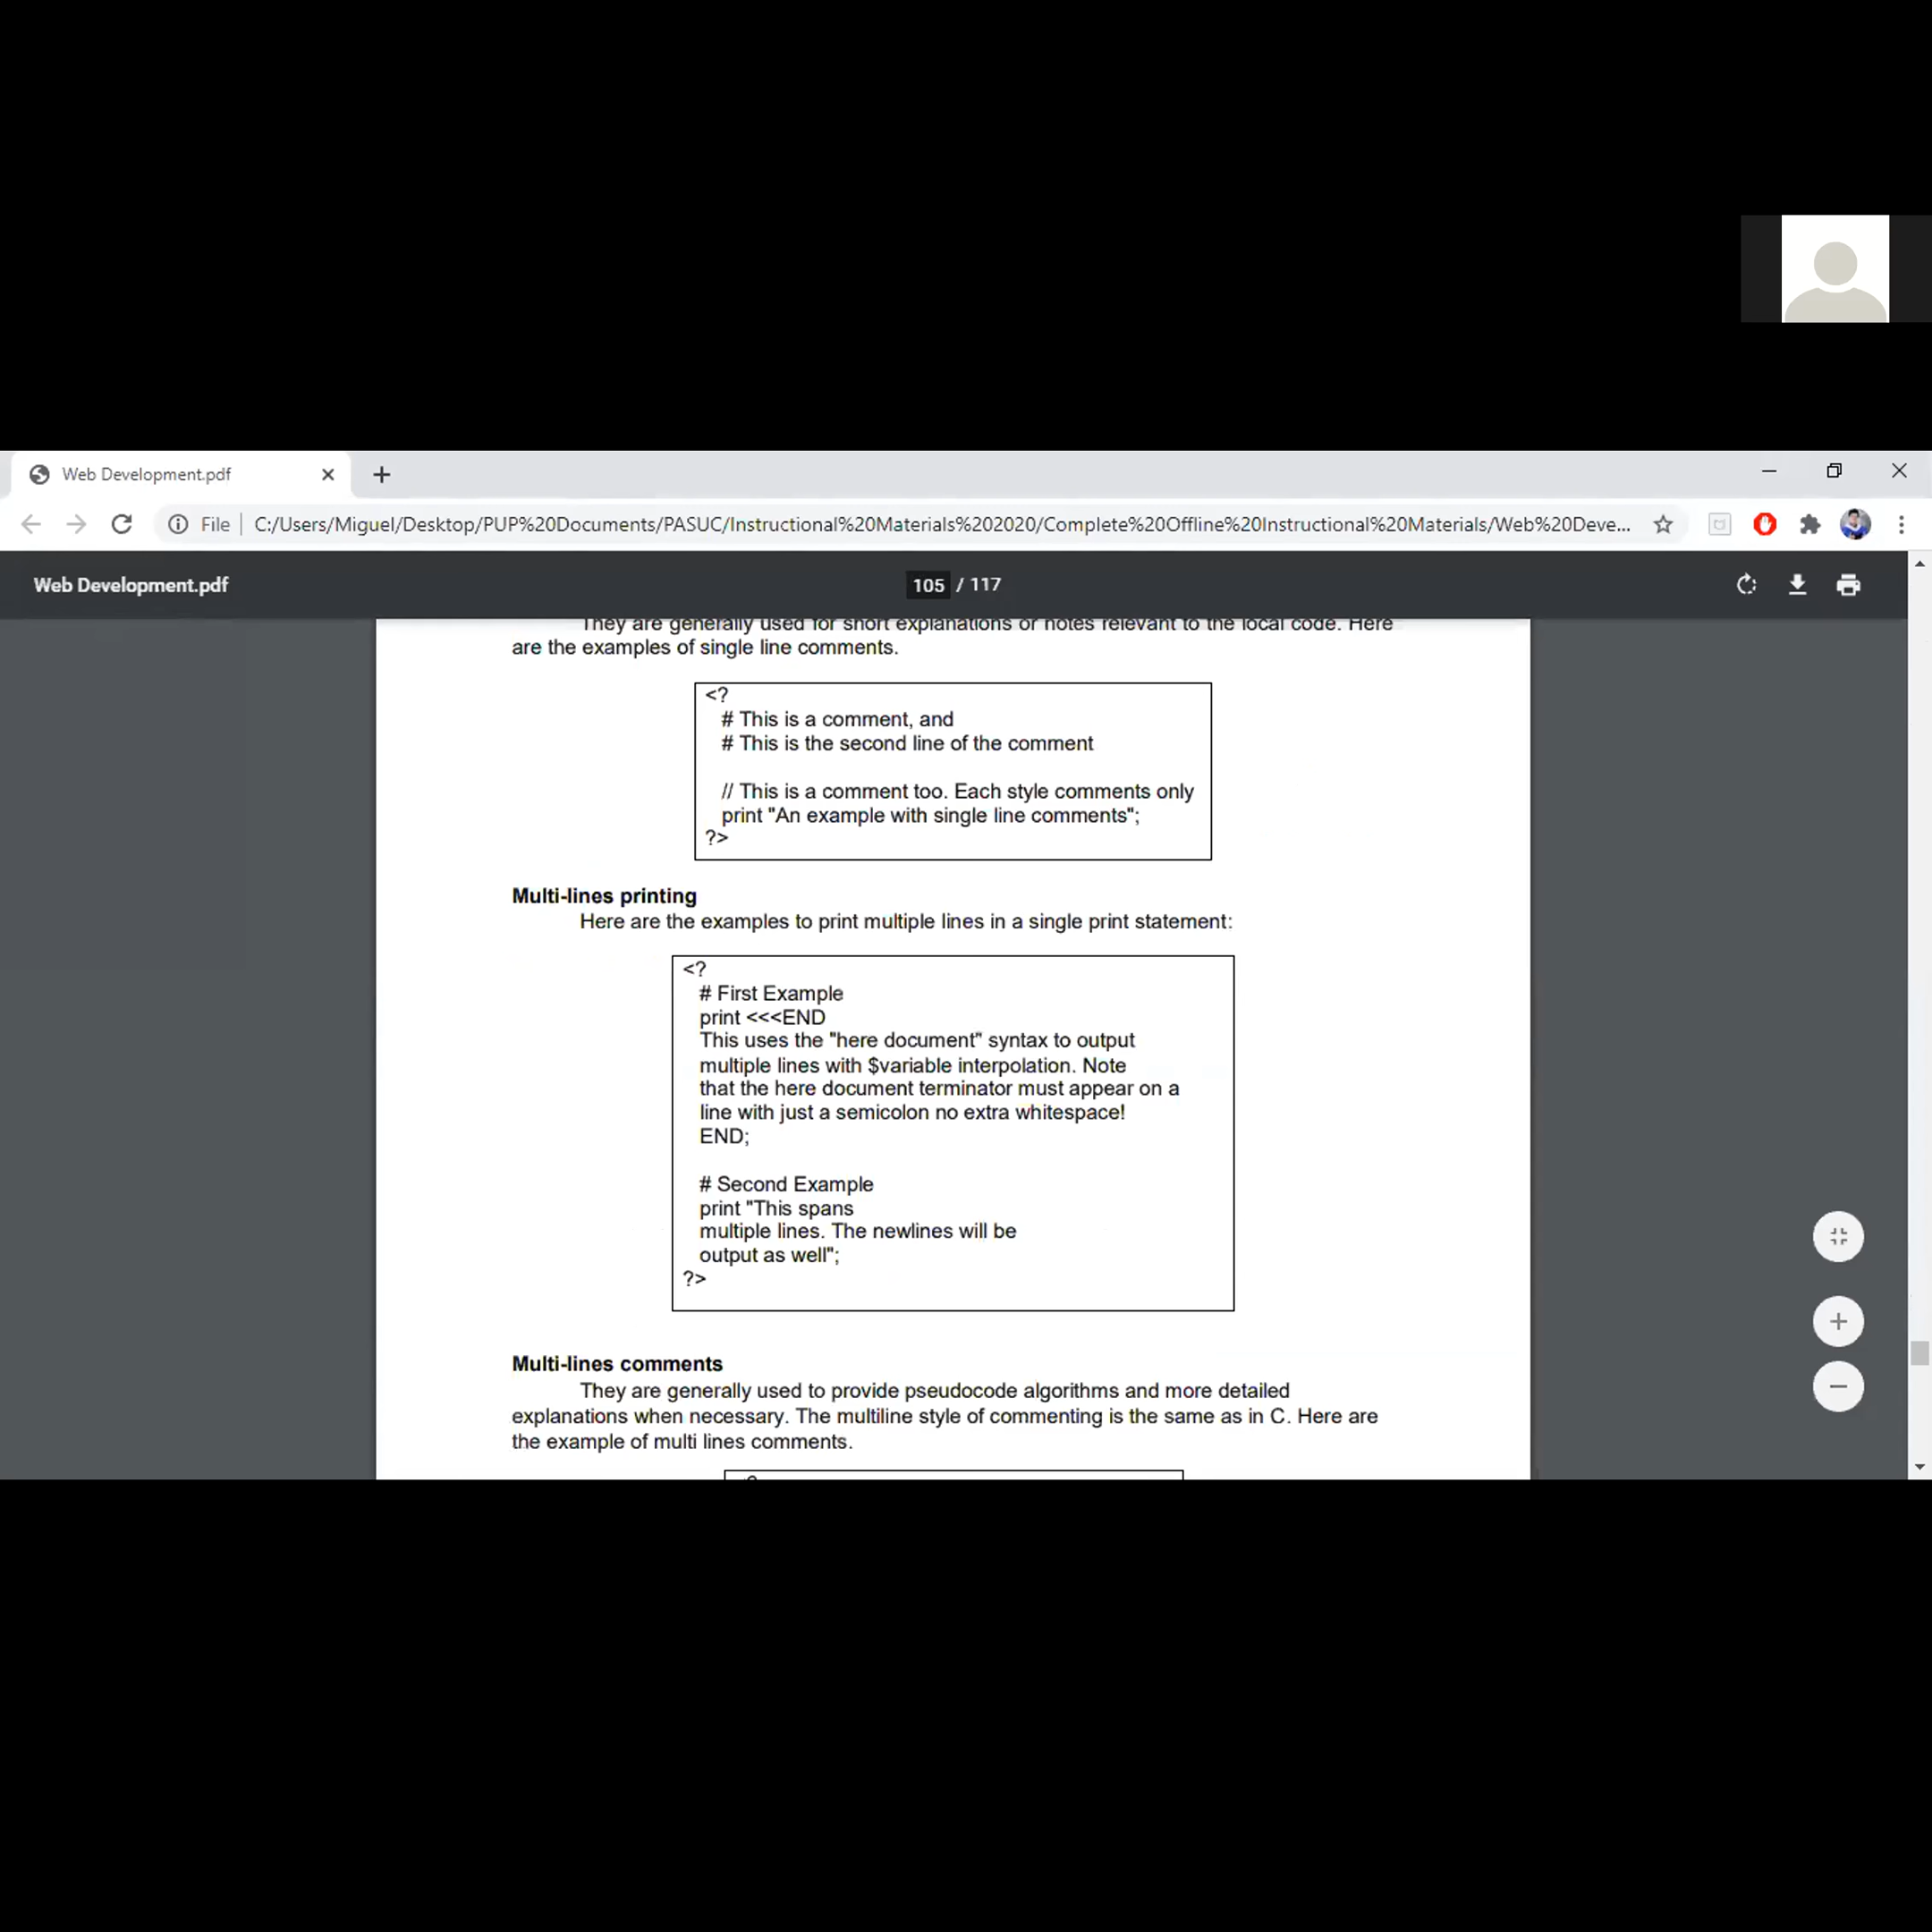 Web Development.pdf
File C:/Users/Miguel/Desktop/PUP%20Documents/PASUC/Instructional%20Materials%202020/Complete%20Offline%20Instructional%20Materials/Web%20Deve...
Web Development.pdf 105 / 117
They are generally used for short explanations or notes relevant to the local code. Here
are the examples of single line comments.
<?
# This is a comment, and
# This is the second line of the comment
// This is a comment too. Each style comments only
print "An example with single line comments";
?>
Multi-lines printing
Here are the examples to print multiple lines in a single print statement:
<?
# First Example
print <<<END
This uses the "here document" syntax to output
multiple lines with $variable interpolation. Note
that the here document terminator must appear on a
line with just a semicolon no extra whitespace!
END;
# Second Example
print "This spans
multiple lines. The newlines will be
output as well";
?>
Multi-lines comments
They are generally used to provide pseudocode algorithms and more detailed
explanations when necessary. The multiline style of commenting is the same as in C. Here are
the example of multi lines comments.